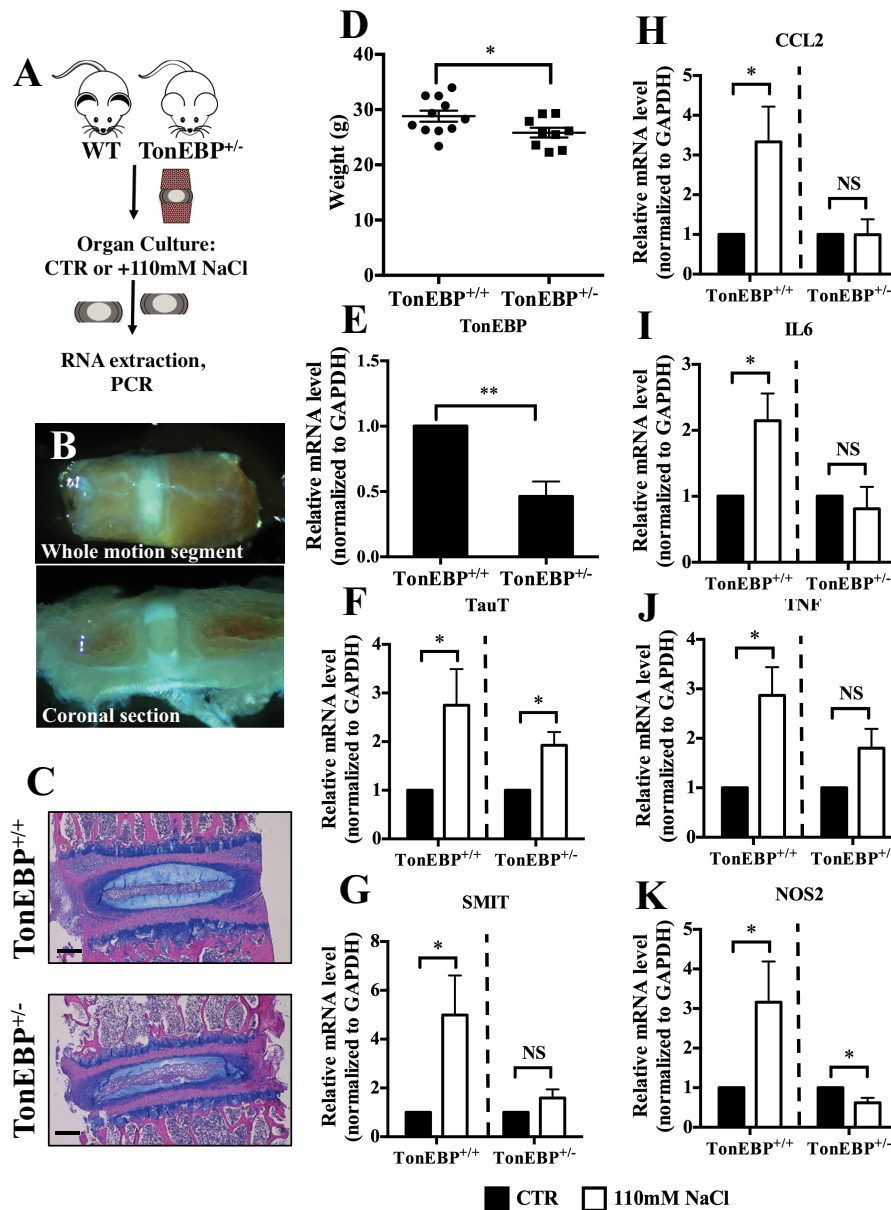 A
WT TonEBP+/-
Organ Culture:
CTR or +110mM NaCl
RNA extraction,
PCR
B
Whole motion segment
Coronal section
C
TonEBP+/+
TonEBP+/-
D
Weight (g)
40
30
20
10
0
*
TonEBP+/+ TonEBP+/-
E
TonEBP
Relative mRNA level
(normalized to GAPDH)
1.5
1.0
0.5
0.0
**
TonEBP+/+ TonEBP+/-
F
TauT
Relative mRNA level
(normalized to GAPDH)
4
3
2
1
0
* *
TonEBP+/+ TonEBP+/-
G
SMIT
Relative mRNA level
(normalized to GAPDH)
8
6
4
2
0
* NS
TonEBP+/+ TonEBP+/-
H
CCL2
Relative mRNA level
(normalized to GAPDH)
5
4
3
2
1
0
* NS
TonEBP+/+ TonEBP+/-
I
IL6
Relative mRNA level
(normalized to GAPDH)
3
2
1
0
* NS
TonEBP+/+ TonEBP+/-
J
TNF
Relative mRNA level
(normalized to GAPDH)
4
3
2
1
0
* NS
TonEBP+/+ TonEBP+/-
K
NOS2
Relative mRNA level
(normalized to GAPDH)
5
4
3
2
1
0
* *
TonEBP+/+ TonEBP+/-
CTR 110mM NaCl